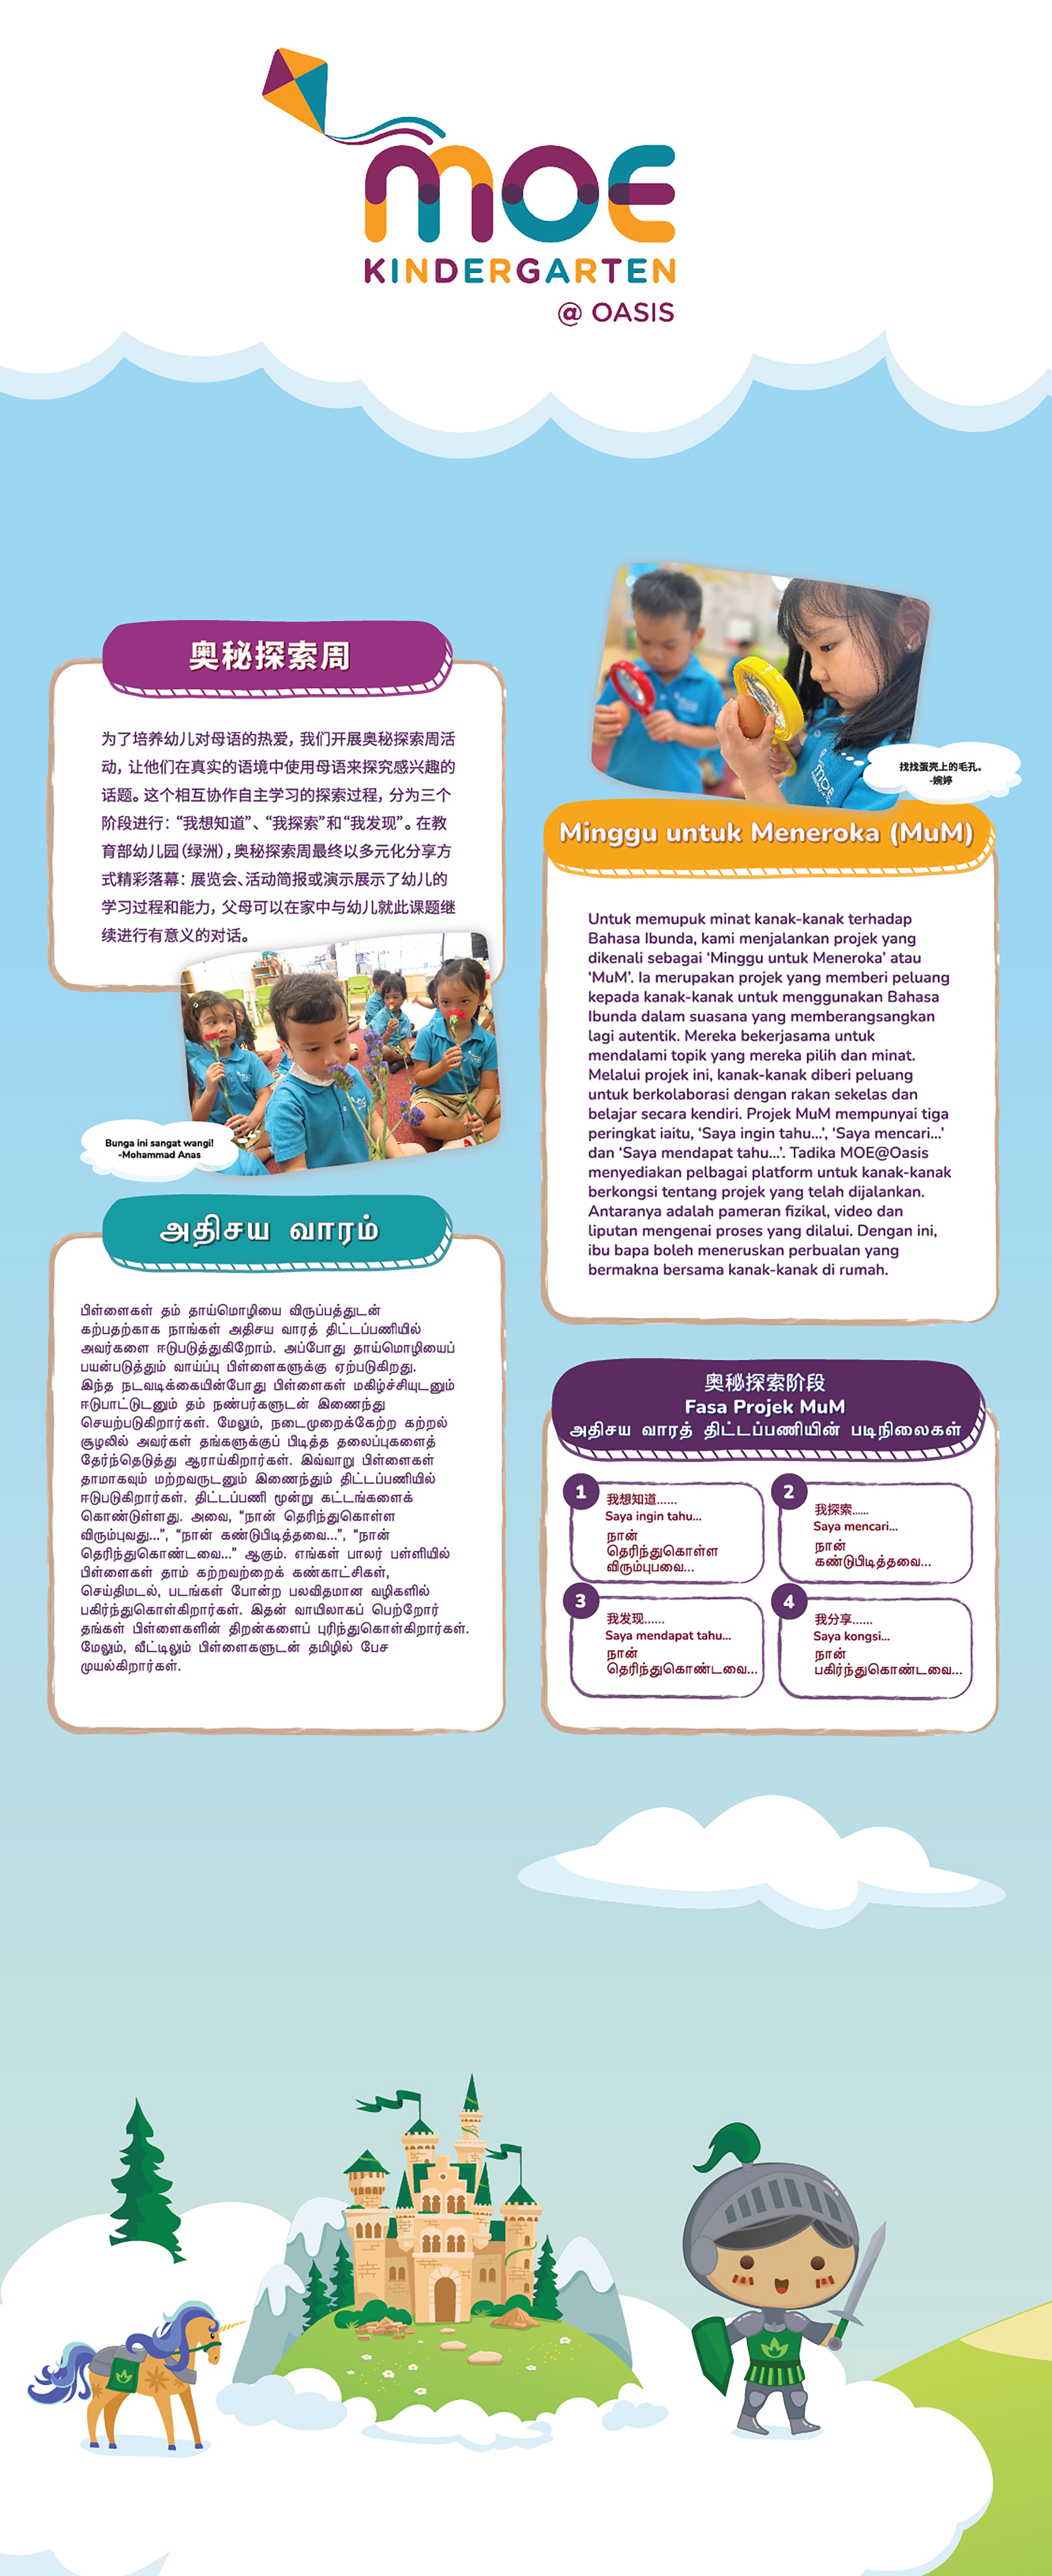 moe
KINDERGARTEN
@ OASIS
奥秘探索周
为了培养幼儿对母语的热爱，我们开展奥秘探索周活
动，让他们在真实的语境中使用母语来探究感兴趣的
话题。这个相互协作自主学习的探索过程，分为三个
阶段进行：“我想知道”、“我探索”和“我发现”。在教
育部幼儿园（绿洲），奥秘探索周最终以多元化分享方
式精彩落幕：展览会、活动简报或演示展示了幼儿的
学习过程和能力，父母可以在家中与幼儿就此课题继
续进行有意义的对话。
Bunga ini sangat wangi!
-Mohammad Anas
அதிசய வாரம்
பிள்ளைகள் தம் தாய்மொழியை விருப்பத்துடன்
கற்பதற்காக நாங்கள் அதிசய வாரத் திட்டப்பணியில்
அவர்களை ஈடுபடுத்துகிறோம். அப்போது தாய்மொழியைப்
பயன்படுத்தும் வாய்ப்பு பிள்ளைகளுக்கு ஏற்படுகிறது.
இந்த நடவடிக்கையின்போது பிள்ளைகள் மகிழ்ச்சியுடனும்
ஈடுபாட்டுடனும் தம் நண்பர்களுடன் இணைந்து
செயற்படுகிறார்கள். மேலும், நடைமுறைக்கேற்ற கற்றல்
சூழலில் அவர்கள் தங்களுக்குப் பிடித்த தலைப்புகளைத்
தேர்ந்தெடுத்து ஆராய்கிறார்கள். இவ்வாறு பிள்ளைகள்
தாமாகவும் மற்றவருடனும் இணைந்தும் திட்டப்பணியில்
ஈடுபடுகிறார்கள். திட்டப்பணி மூன்று கட்டங்களைக்
கொண்டுள்ளது. அவை, “நான் தெரிந்துகொள்ள
விரும்புவது...”, “நான் கண்டுபிடித்தவை...”, “நான்
தெரிந்துகொண்டவை...” ஆகும். எங்கள் பாலர் பள்ளியில்
பிள்ளைகள் தாம் கற்றவற்றைக் கண்காட்சிகள்,
செய்திமடல், படங்கள் போன்ற பலவிதமான வழிகளில்
பகிர்ந்துகொள்கிறார்கள். இதன் வாயிலாகப் பெற்றோர்
தங்கள் பிள்ளைகளின் திறன்களைப் புரிந்துகொள்கிறார்கள்.
மேலும், வீட்டிலும் பிள்ளைகளுடன் தமிழில் பேச
முயல்கிறார்கள்.
找找蛋壳上的毛孔。
-婉婷
Minggu untuk Meneroka (MuM)
Untuk memupuk minat kanak-kanak terhadap
Bahasa Ibunda, kami menjalankan projek yang
dikenali sebagai ‘Minggu untuk Meneroka’ atau
‘MuM’. Ia merupakan projek yang memberi peluang
kepada kanak-kanak untuk menggunakan Bahasa
Ibunda dalam suasana yang memberangsangkan
lagi autentik. Mereka bekerjasama untuk
mendalami topik yang mereka pilih dan minat.
Melalui projek ini, kanak-kanak diberi peluang
untuk berkolaborasi dengan rakan sekelas dan
belajar secara kendiri. Projek MuM mempunyai tiga
peringkat iaitu, ‘Saya ingin tahu...’, ‘Saya mencari...’
dan ‘Saya mendapat tahu...’. Tadika MOE@Oasis
menyediakan pelbagai platform untuk kanak-kanak
berkongsi tentang projek yang telah dijalankan.
Antaranya adalah pameran fizikal, video dan
liputan mengenai proses yang dilalui. Dengan ini,
ibu bapa boleh meneruskan perbualan yang
bermakna bersama kanak-kanak di rumah.
奥秘探索阶段
Fasa Projek MuM
அதிசய வாரத் திட்டப்பணியின் படிநிலைகள்
1
我想知道......
Saya ingin tahu...
நான்
தெரிந்துகொள்ள
விரும்புபவை...
2
我探索......
Saya mencari...
நான்
கண்டுபிடித்தவை...
3
我发现......
Saya mendapat tahu...
நான்
தெரிந்துகொண்டவை...
4
我分享......
Saya kongsi...
நான்
பகிர்ந்துகொண்டவை...